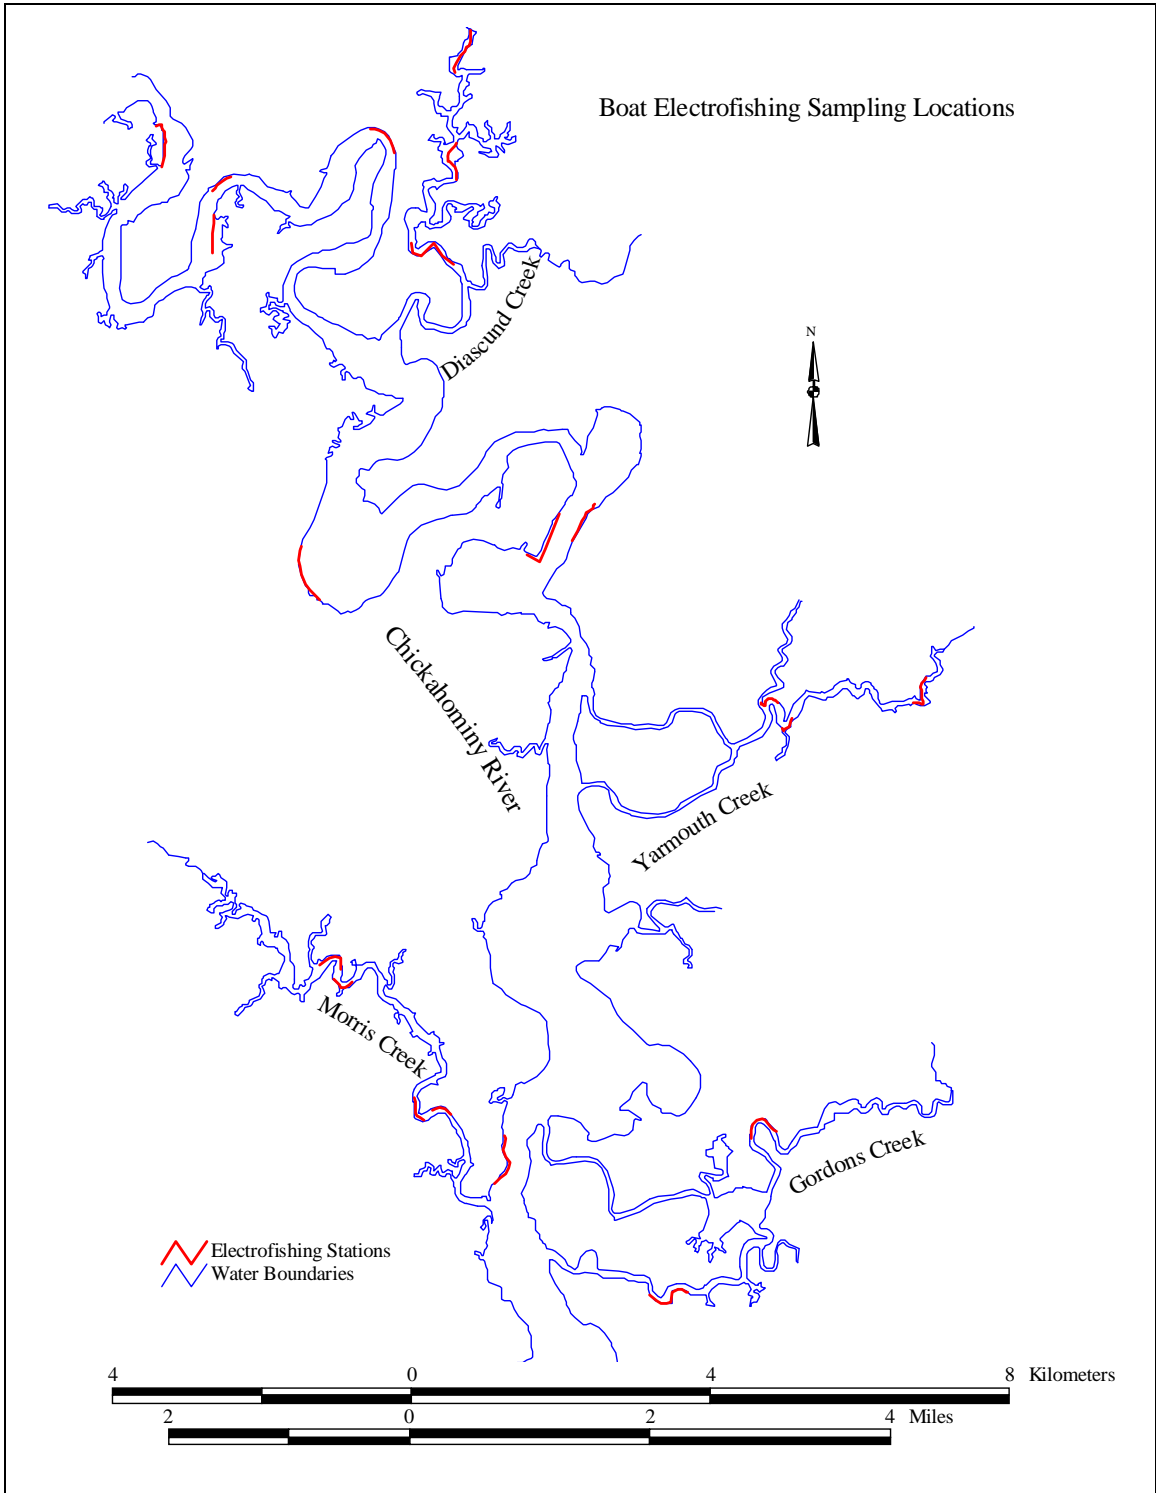 Boat Electrofishing Sampling Locations
N
Diascund Creek
Chickahominy River
Yarmouth Creek
Morris Creek
Gordons Creek
Electrofishing Stations
Water Boundaries
4 0 4 8 Kilometers
2 0 2 4 Miles